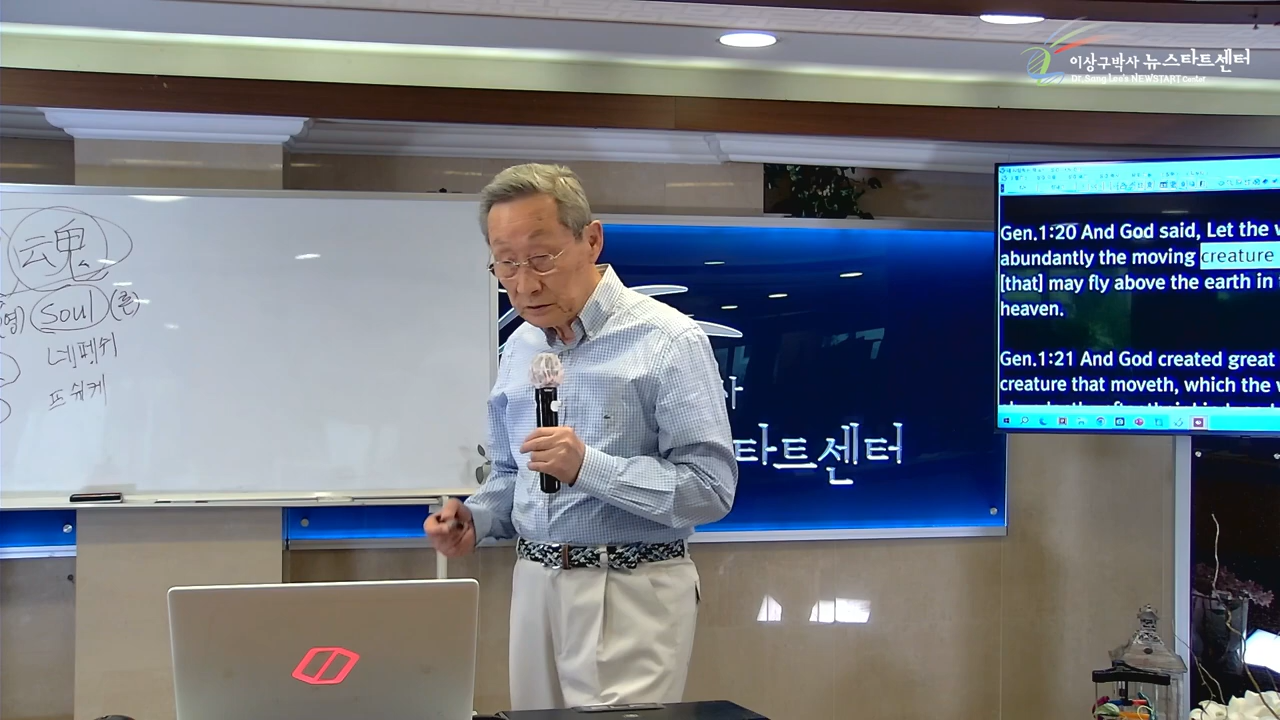 이상구박사 뉴스타트센터
Dr. Sang Lee's NEWSTART Center
魂
Soul
네페쉬
프쉬케
타트센터
Gen.1:20 And God said, Let the
abundantly the moving creature
[that] may fly above the earth in
heaven.
Gen.1:21 And God created great
creature that moveth, which the